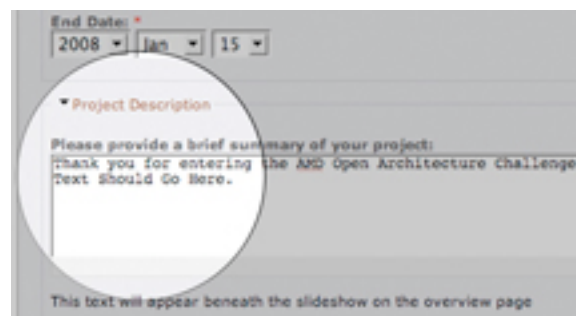 End Date: *
2008 Jan 15
Project Description
Please provide a brief summary of your project:
Thank you for entering the AMD Open Architecture Challenge
Text Should Go Here.
This text will appear beneath the slideshow on the overview page